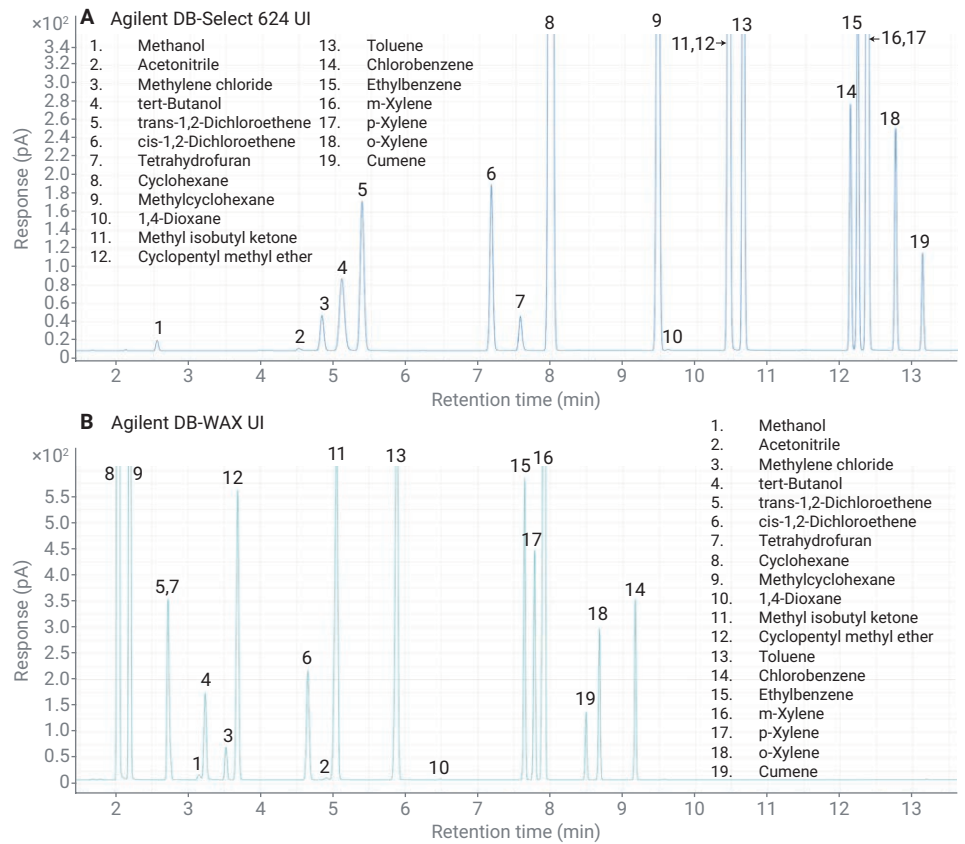 A Agilent DB-Select 624 UI
×10²
1. Methanol
2. Acetonitrile
3. Methylene chloride
4. tert-Butanol
5. trans-1,2-Dichloroethene
6. cis-1,2-Dichloroethene
7. Tetrahydrofuran
8. Cyclohexane
9. Methylcyclohexane
10. 1,4-Dioxane
11. Methyl isobutyl ketone
12. Cyclopentyl methyl ether
13. Toluene
14. Chlorobenzene
15. Ethylbenzene
16. m-Xylene
17. p-Xylene
18. o-Xylene
19. Cumene
3.4
3.2
3.0
2.8
2.6
2.4
2.2
2.0
1.8
1.6
1.4
1.2
1.0
0.8
0.6
0.4
0.2
0
Response (pA)
1
2
3
4
5
6
7
8
9
10
11,12
13
14
15
16,17
18
19
2 3 4 5 6 7 8 9 10 11 12 13
Retention time (min)
B Agilent DB-WAX UI
×10²
5.5
5.0
4.5
4.0
3.5
3.0
2.5
2.0
1.5
1.0
0.5
0
Response (pA)
8
9
5,7
1
4
3
12
6
2
11
13
10
15
17
16
19
18
14
1. Methanol
2. Acetonitrile
3. Methylene chloride
4. tert-Butanol
5. trans-1,2-Dichloroethene
6. cis-1,2-Dichloroethene
7. Tetrahydrofuran
8. Cyclohexane
9. Methylcyclohexane
10. 1,4-Dioxane
11. Methyl isobutyl ketone
12. Cyclopentyl methyl ether
13. Toluene
14. Chlorobenzene
15. Ethylbenzene
16. m-Xylene
17. p-Xylene
18. o-Xylene
19. Cumene
2 3 4 5 6 7 8 9 10 11 12 13
Retention time (min)